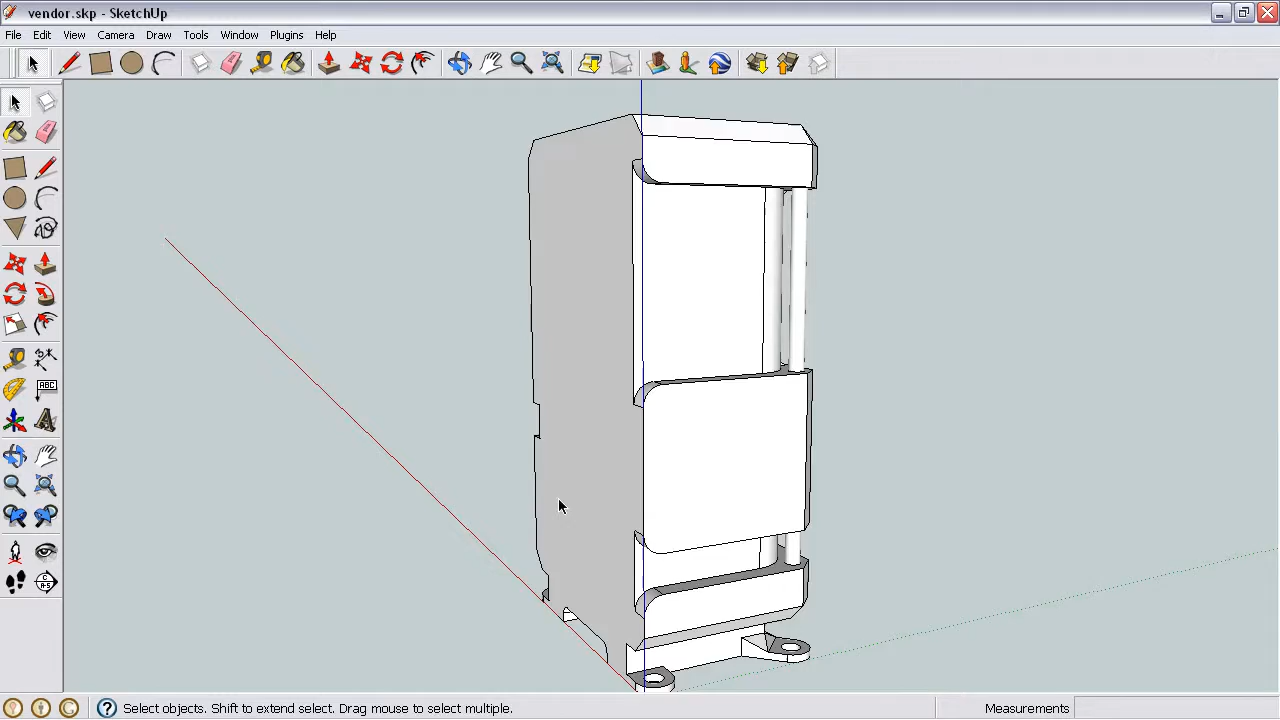 vendor.skp - SketchUp
File Edit View Camera Draw Tools Window Plugins Help
ABC
A
Select objects. Shift to extend select. Drag mouse to select multiple.
Measurements